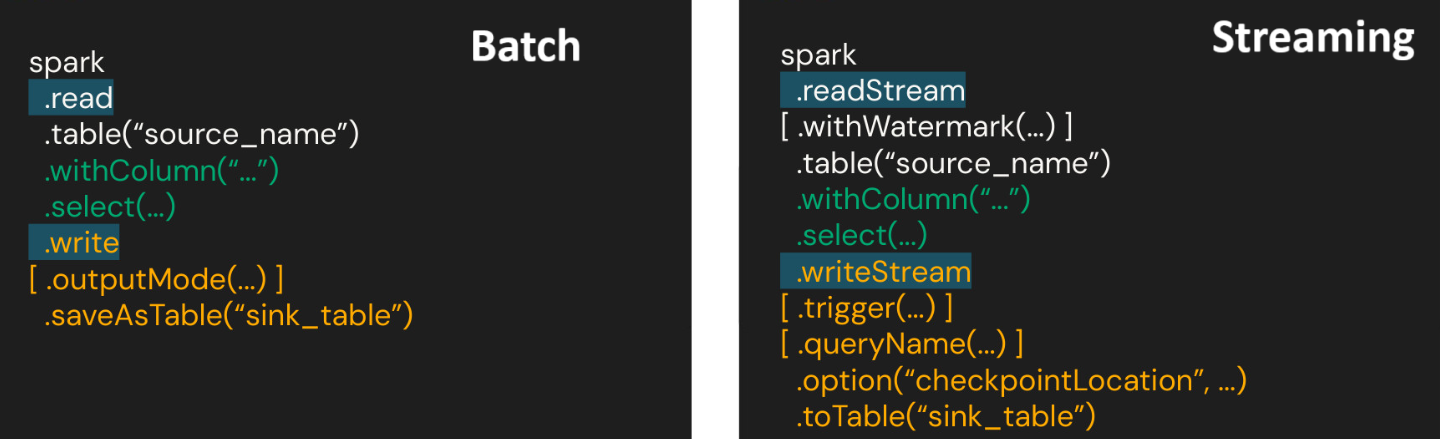 Batch
spark
.read
.table(“source_name”)
.withColumn(“...”)
.select(...)
.write
[ .outputMode(...) ]
.saveAsTable(“sink_table”)
Streaming
spark
.readStream
[ .withWatermark(...) ]
.table(“source_name”)
.withColumn(“...”)
.select(...)
.writeStream
[ .trigger(...) ]
[ .queryName(...) ]
.option(“checkpointLocation”, ...)
.toTable(“sink_table”)